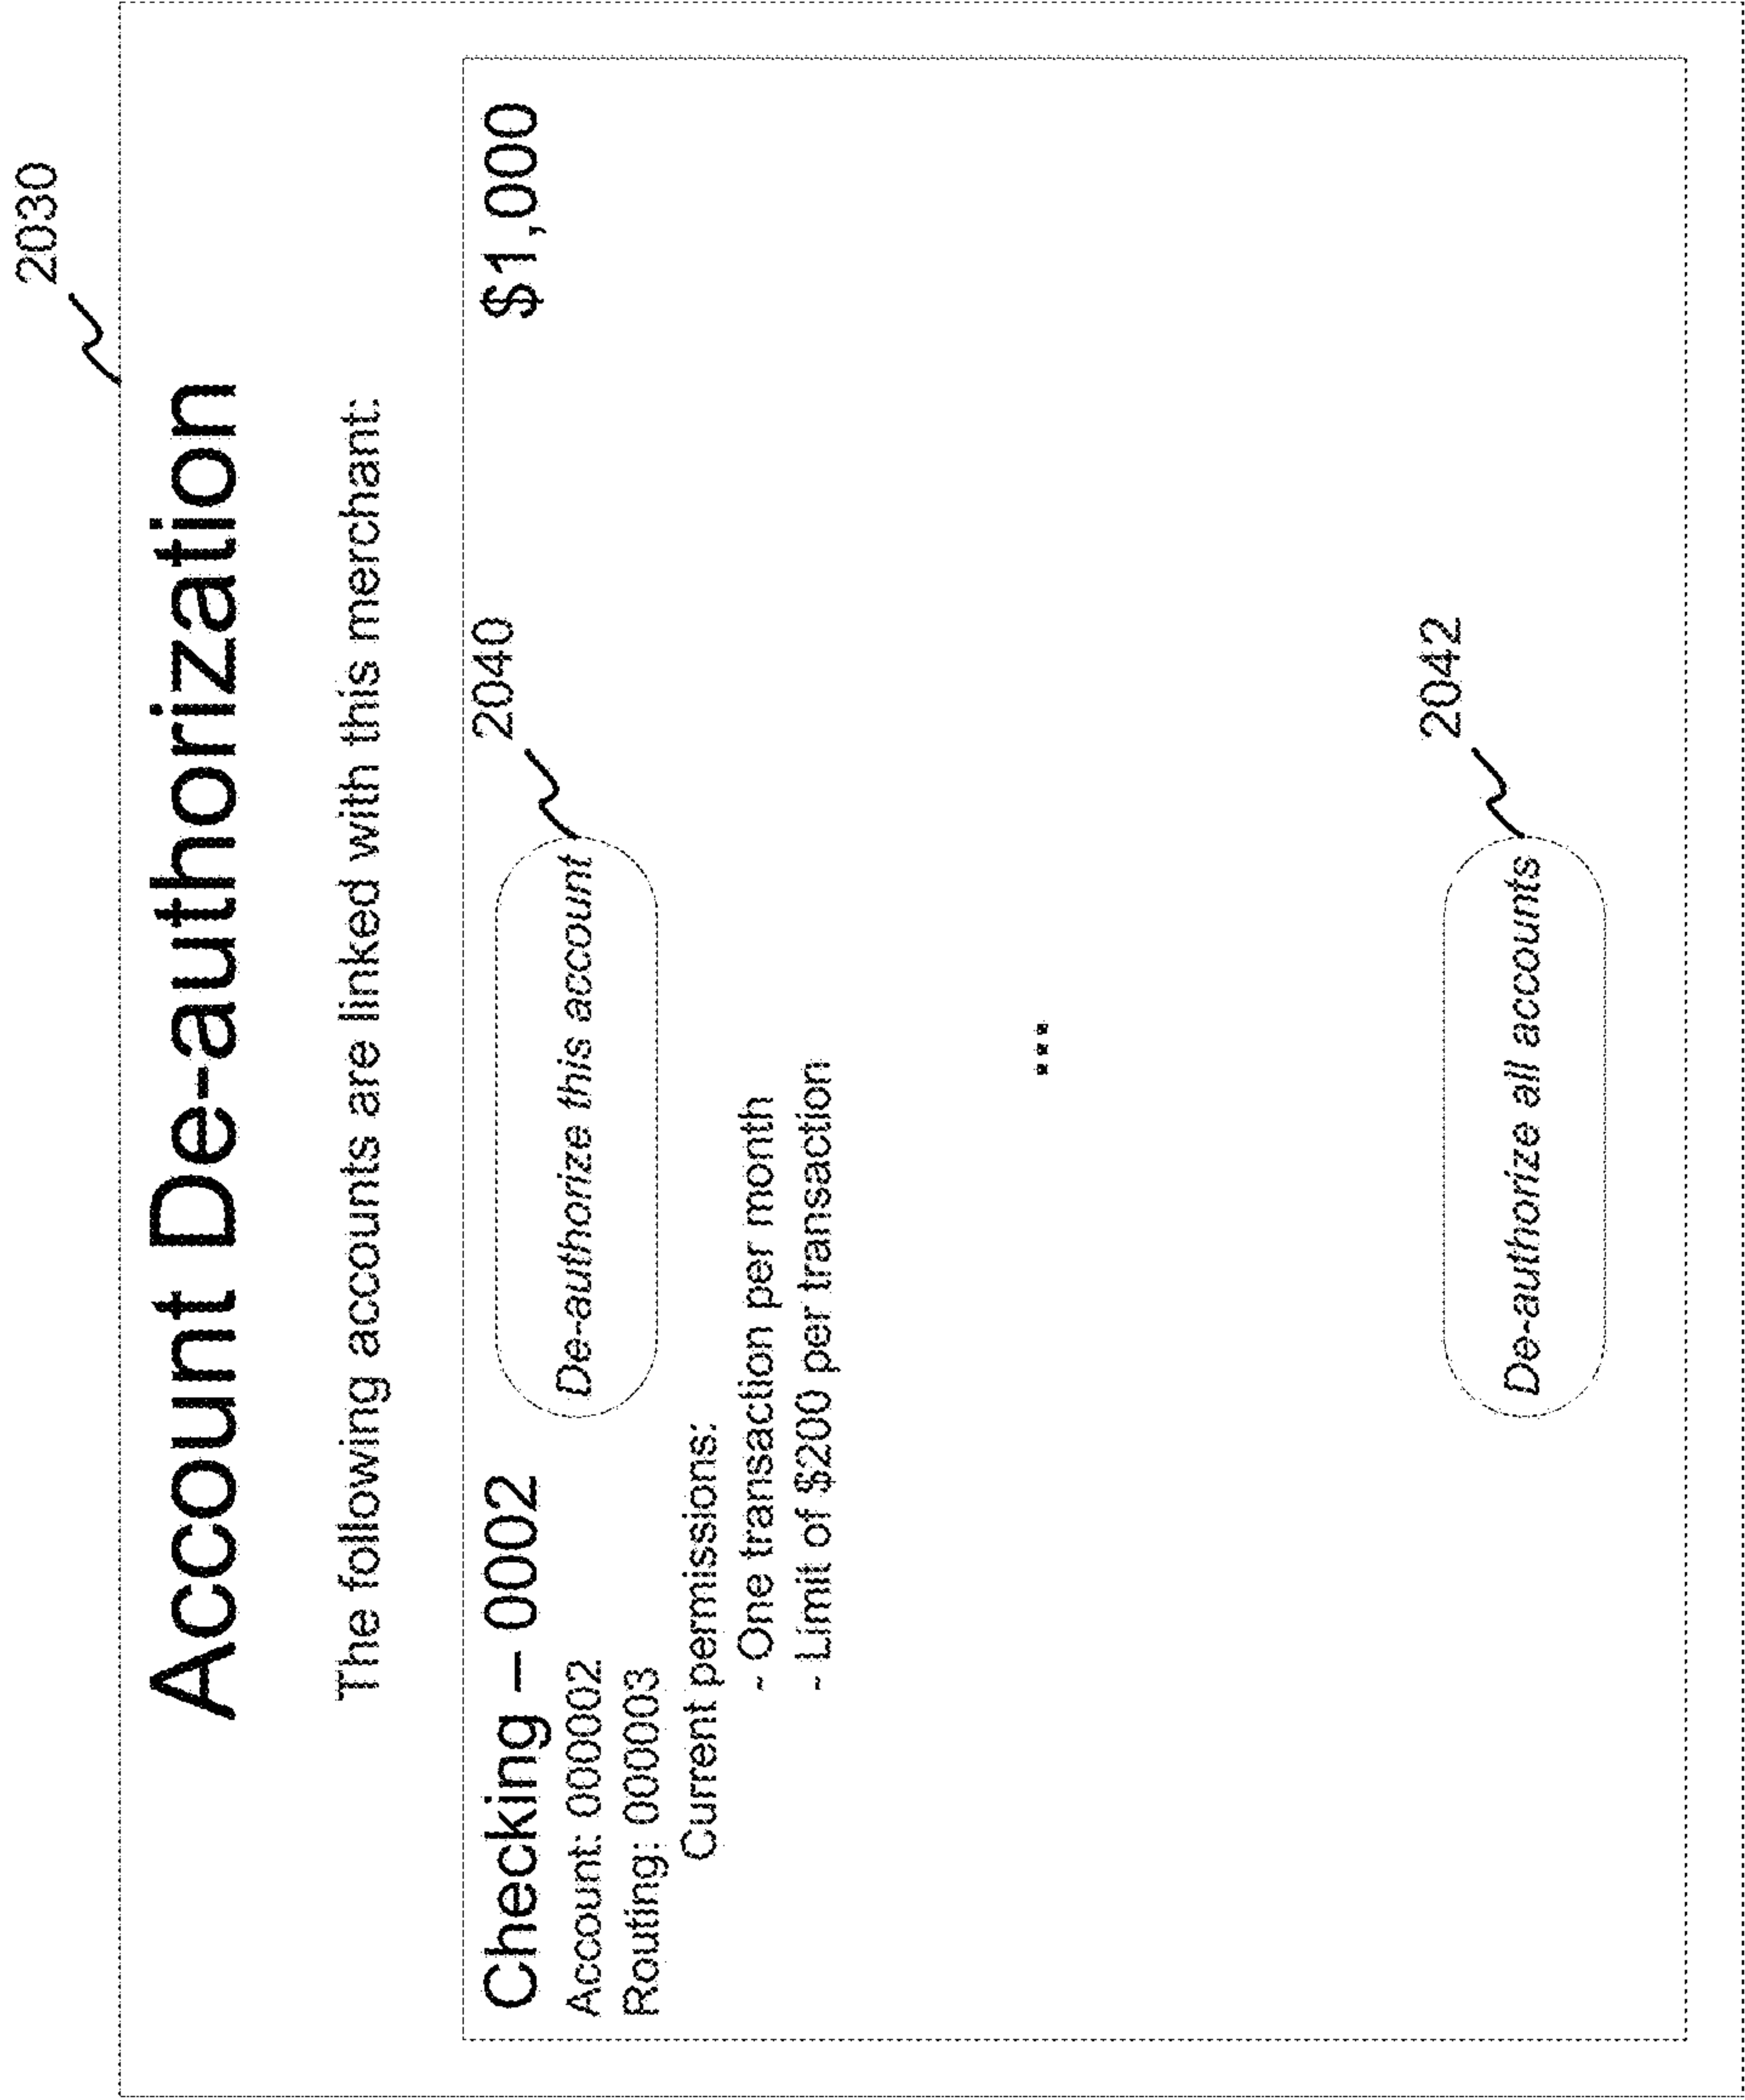 2030
Account De-authorization
The following accounts are linked with this merchant:
Checking – 0002
De-authorize this account
2040
$1,000
Account: 000002
Routing: 000003
Current permissions:
- One transaction per month
- Limit of $200 per transaction
...
De-authorize all accounts
2042